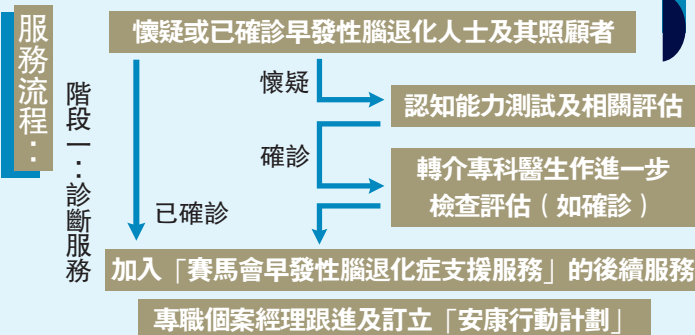 服務流程：
階段一：診斷服務
懷疑或已確診早發性腦退化人士及其照顧者
懷疑
認知能力測試及相關評估
確診
轉介專科醫生作進一步
檢查評估（如確診）
已確診
加入「賽馬會早發性腦退化症支援服務」的後續服務
專職個案經理跟進及訂立「安康行動計劃」